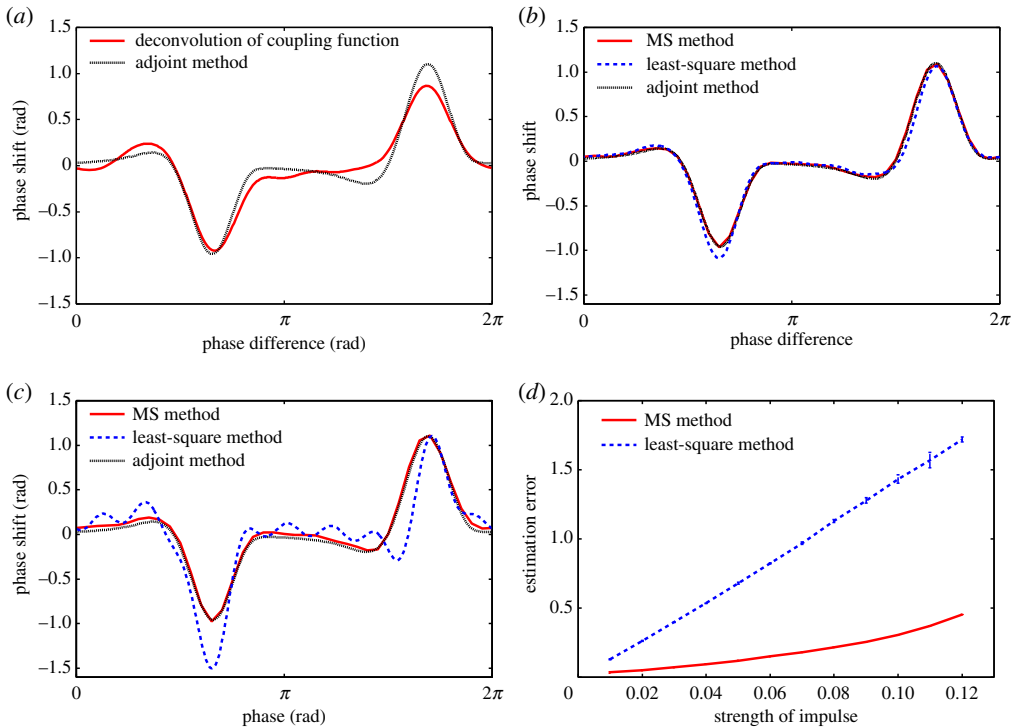 (a)
1.5
1.0
0.5
0
−0.5
−1.0
−1.5
phase shift (rad)
deconvolution of coupling function
adjoint method
0
π
2π
phase difference (rad)
(b)
1.5
1.0
0.5
0
−0.5
−1.0
−1.5
phase shift
MS method
least-square method
adjoint method
0
π
2π
phase difference
(c)
1.5
1.0
0.5
0
−0.5
−1.0
−1.5
phase shift (rad)
MS method
least-square method
adjoint method
0
π
2π
phase (rad)
(d)
2.0
1.5
1.0
0.5
estimation error
MS method
least-square method
0
0.02
0.04
0.06
0.08
0.10
0.12
strength of impulse